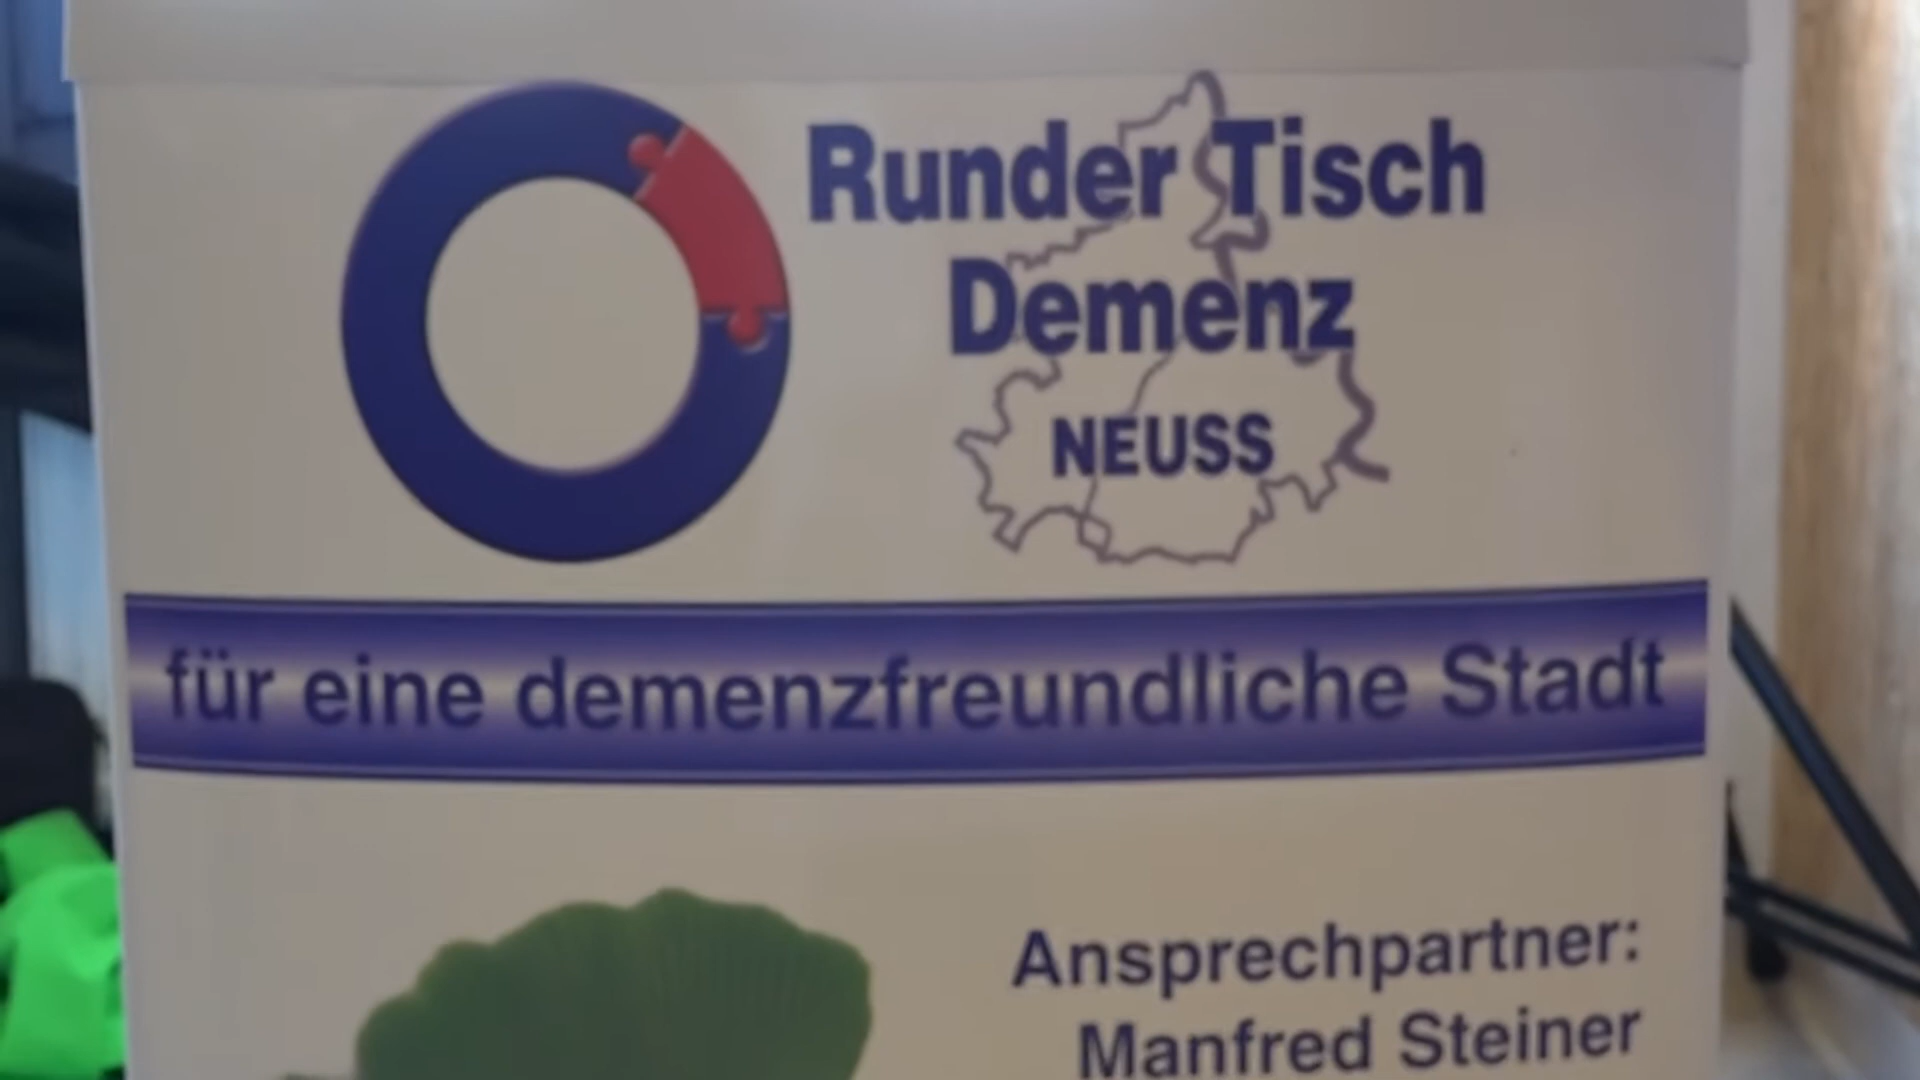 Runder Tisch
Demenz
NEUSS
für eine demenzfreundliche Stadt
Ansprechpartner:
Manfred Steiner